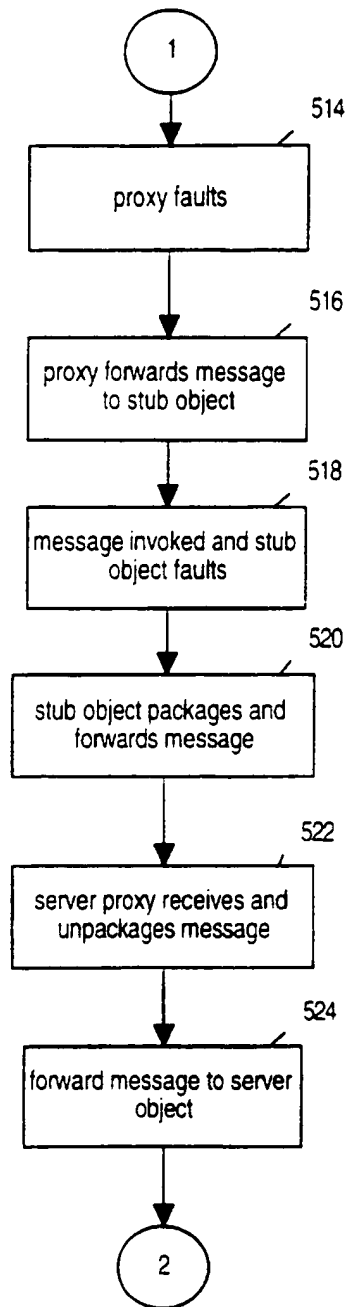 1
514
proxy faults
516
proxy forwards message
to stub object
518
message invoked and stub
object faults
520
stub object packages and
forwards message
522
server proxy receives and
unpackages message
524
forward message to server
object
2